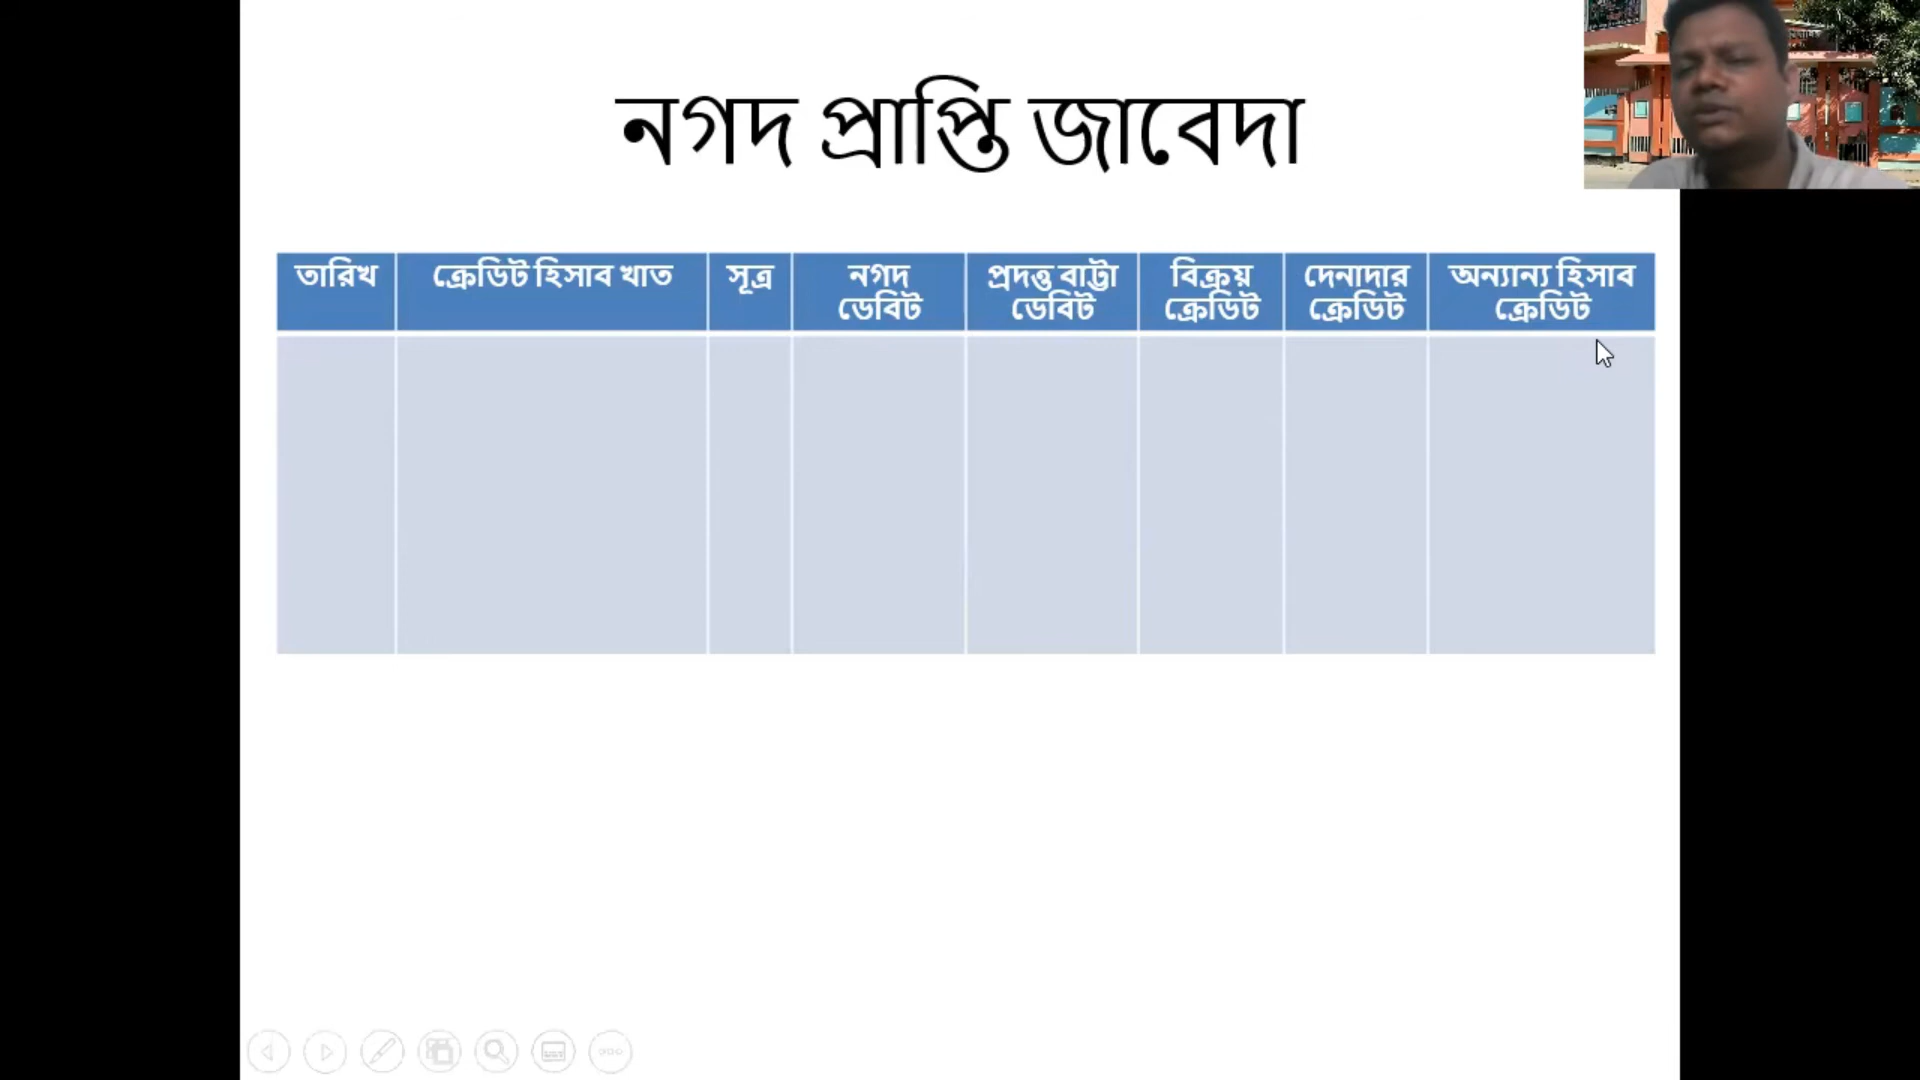 নগদ প্রাপ্তি জাবেদা
তারিখ
ক্রেডিট হিসাব খাত
সূত্র
নগদ
ডেবিট
প্রদত্ত বাট্টা
ডেবিট
বিক্রয়
ক্রেডিট
দেনাদার
ক্রেডিট
অন্যান্য হিসাব
ক্রেডিট